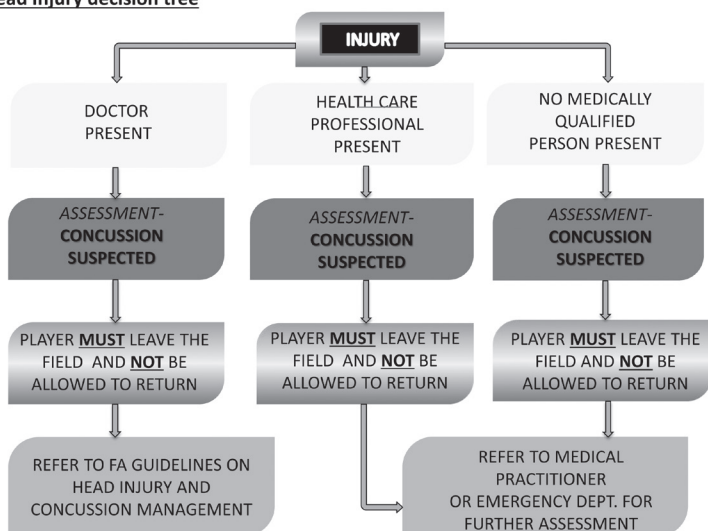 ead injury decision tree
INJURY
DOCTOR
PRESENT
HEALTH CARE
PROFESSIONAL
PRESENT
NO MEDICALLY
QUALIFIED
PERSON PRESENT
ASSESSMENT-
CONCUSSION
SUSPECTED
ASSESSMENT-
CONCUSSION
SUSPECTED
ASSESSMENT-
CONCUSSION
SUSPECTED
PLAYER MUST LEAVE THE
FIELD AND NOT BE
ALLOWED TO RETURN
PLAYER MUST LEAVE THE
FIELD AND NOT BE
ALLOWED TO RETURN
PLAYER MUST LEAVE THE
FIELD AND NOT BE
ALLOWED TO RETURN
REFER TO FA GUIDELINES ON
HEAD INJURY AND
CONCUSSION MANAGEMENT
REFER TO MEDICAL
PRACTITIONER
OR EMERGENCY DEPT. FOR
FURTHER ASSESSMENT